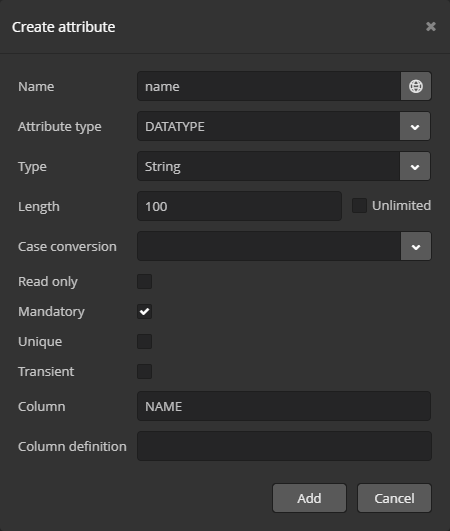 Create attribute
Name name
Attribute type DATATYPE
Type String
Length 100 Unlimited
Case conversion
Read only
Mandatory
Unique
Transient
Column NAME
Column definition
Add Cancel